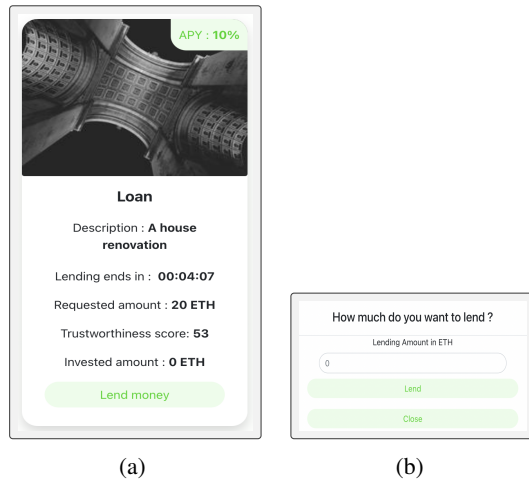 APY : 10%
Loan
Description : A house
renovation
Lending ends in : 00:04:07
Requested amount : 20 ETH
Trustworthiness score: 53
Invested amount : 0 ETH
Lend money
(a)
How much do you want to lend ?
Lending Amount in ETH
0
Lend
Close
(b)